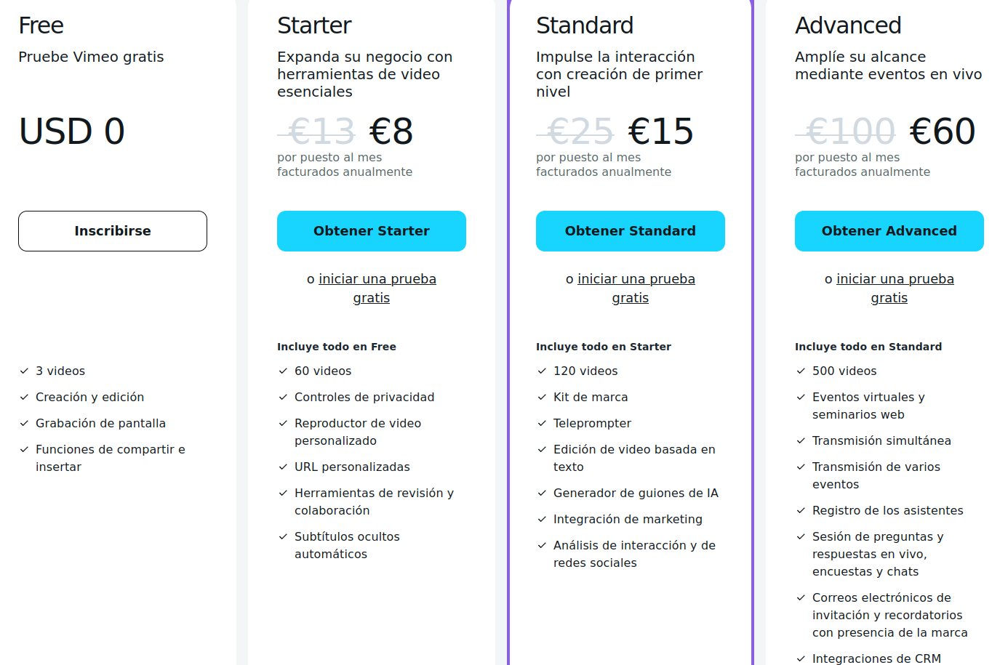 Free
Pruebe Vimeo gratis
USD 0
Inscribirse
3 videos
Creación y edición
Grabación de pantalla
Funciones de compartir e
insertar
Starter
Expanda su negocio con
herramientas de video
esenciales
€13 €8
por puesto al mes
facturados anualmente
Obtener Starter
o iniciar una prueba
gratis
Incluye todo en Free
60 videos
Controles de privacidad
Reproductor de video
personalizado
URL personalizadas
Herramientas de revisión y
colaboración
Subtítulos ocultos
automáticos
Standard
Impulse la interacción
con creación de primer
nivel
€25 €15
por puesto al mes
facturados anualmente
Obtener Standard
o iniciar una prueba
gratis
Incluye todo en Starter
120 videos
Kit de marca
Teleprompter
Edición de video basada en
texto
Generador de guiones de IA
Integración de marketing
Análisis de interacción y de
redes sociales
Advanced
Amplíe su alcance
mediante eventos en vivo
€100 €60
por puesto al mes
facturados anualmente
Obtener Advanced
o iniciar una prueba
gratis
Incluye todo en Standard
500 videos
Eventos virtuales y
seminarios web
Transmisión simultánea
Transmisión de varios
eventos
Registro de los asistentes
Sesión de preguntas y
respuestas en vivo,
encuestas y chats
Correos electrónicos de
invitación y recordatorios
con presencia de la marca
Integraciones de CRM